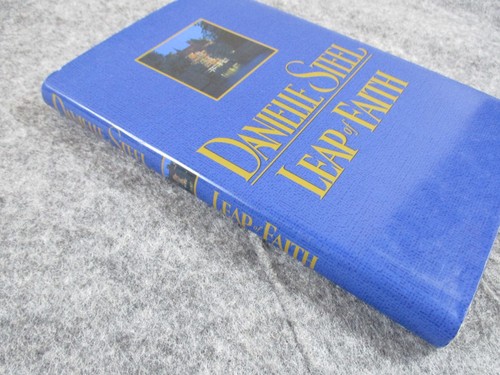 DANIELLE STEEL
LEAP of FAITH
DANIELLE STEEL
LEAP of FAITH